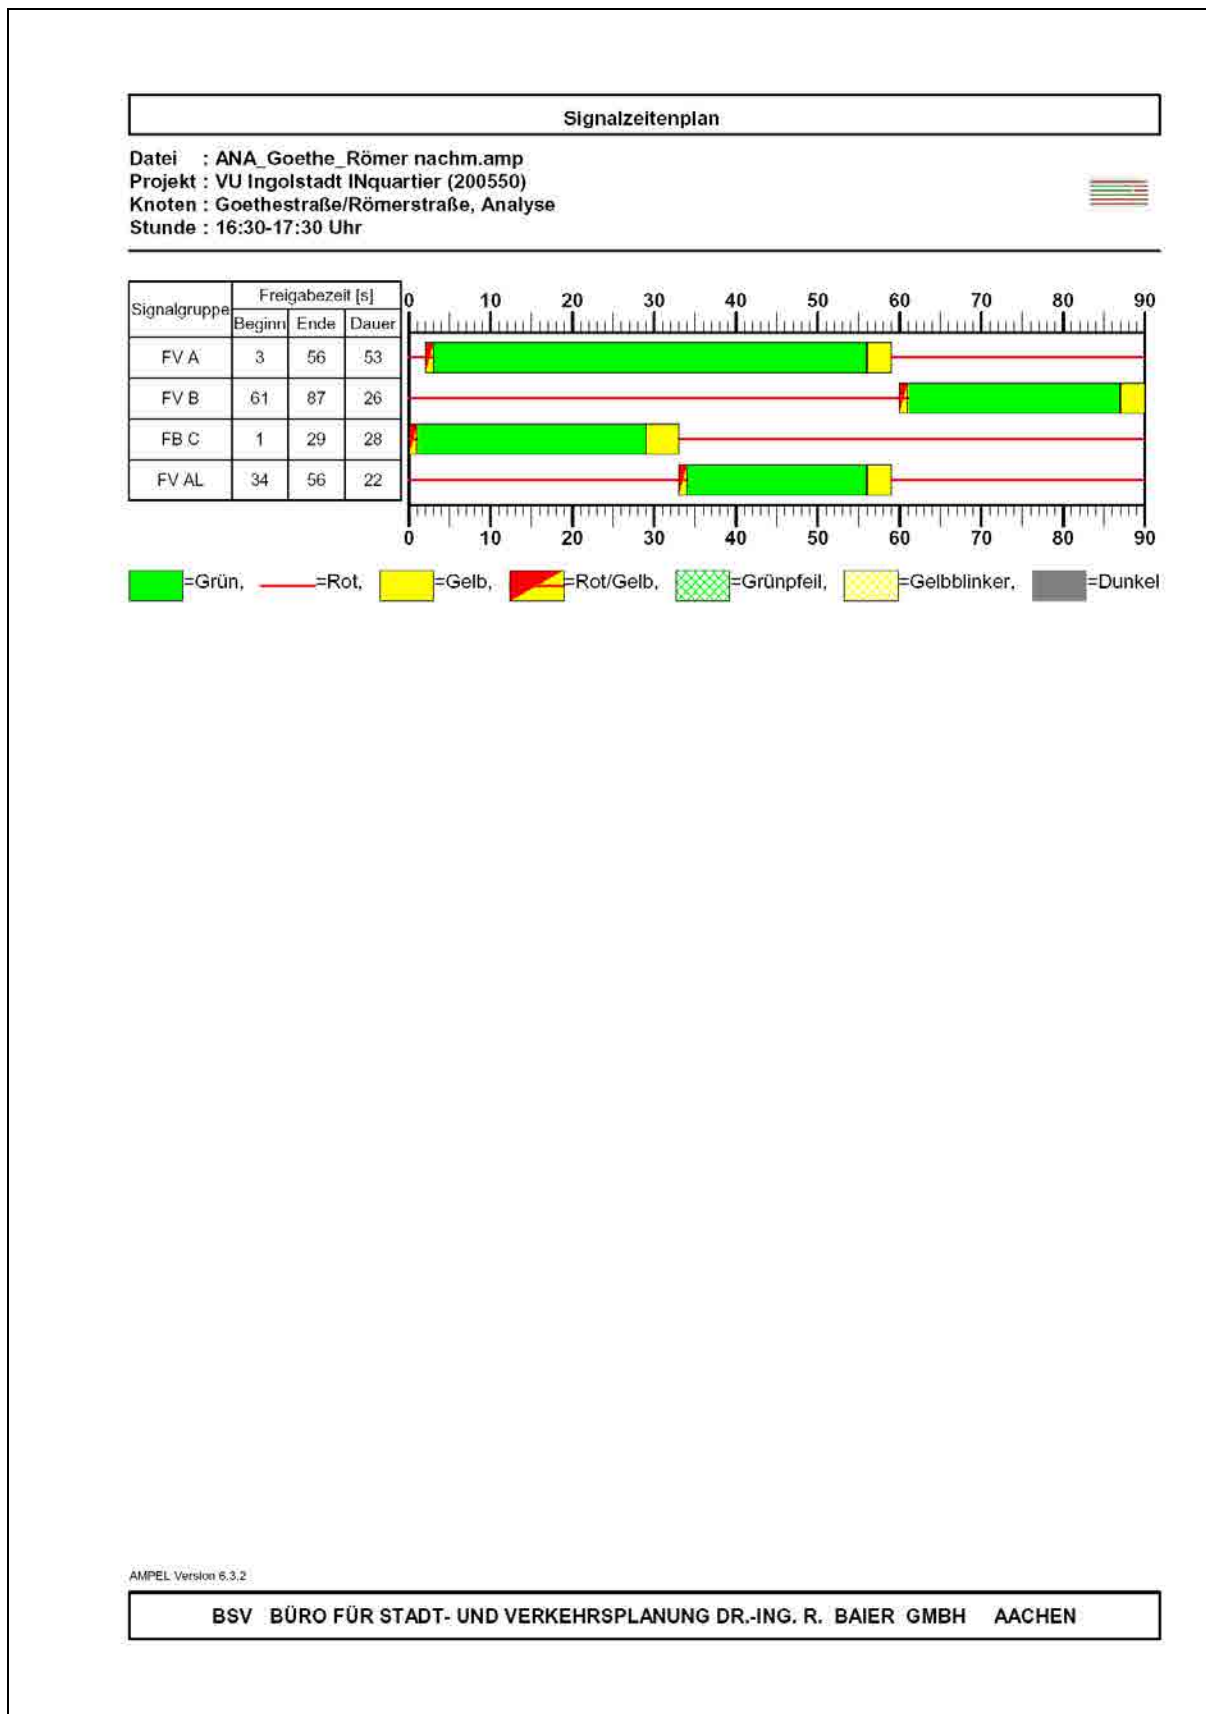 Signalzeitenplan
Datei : ANA_Goethe_Römer nachm.amp
Projekt : VU Ingolstadt INquartier (200550)
Knoten : Goethestraße/Römerstraße, Analyse
Stunde : 16:30-17:30 Uhr
Signalgruppe Freigabezeit [s]
Beginn Ende Dauer
0 10 20 30 40 50 60 70 80 90
FV A 3 56 53
FV B 61 87 26
FB C 1 29 28
FV AL 34 56 22
0 10 20 30 40 50 60 70 80 90
=Grün, =Rot, =Gelb, =Rot/Gelb, =Grünpfeil, =Gelbblinker, =Dunkel
AMPEL Version 6.3.2
BSV BÜRO FÜR STADT- UND VERKEHRSPLANUNG DR.-ING. R. BAIER GMBH AACHEN